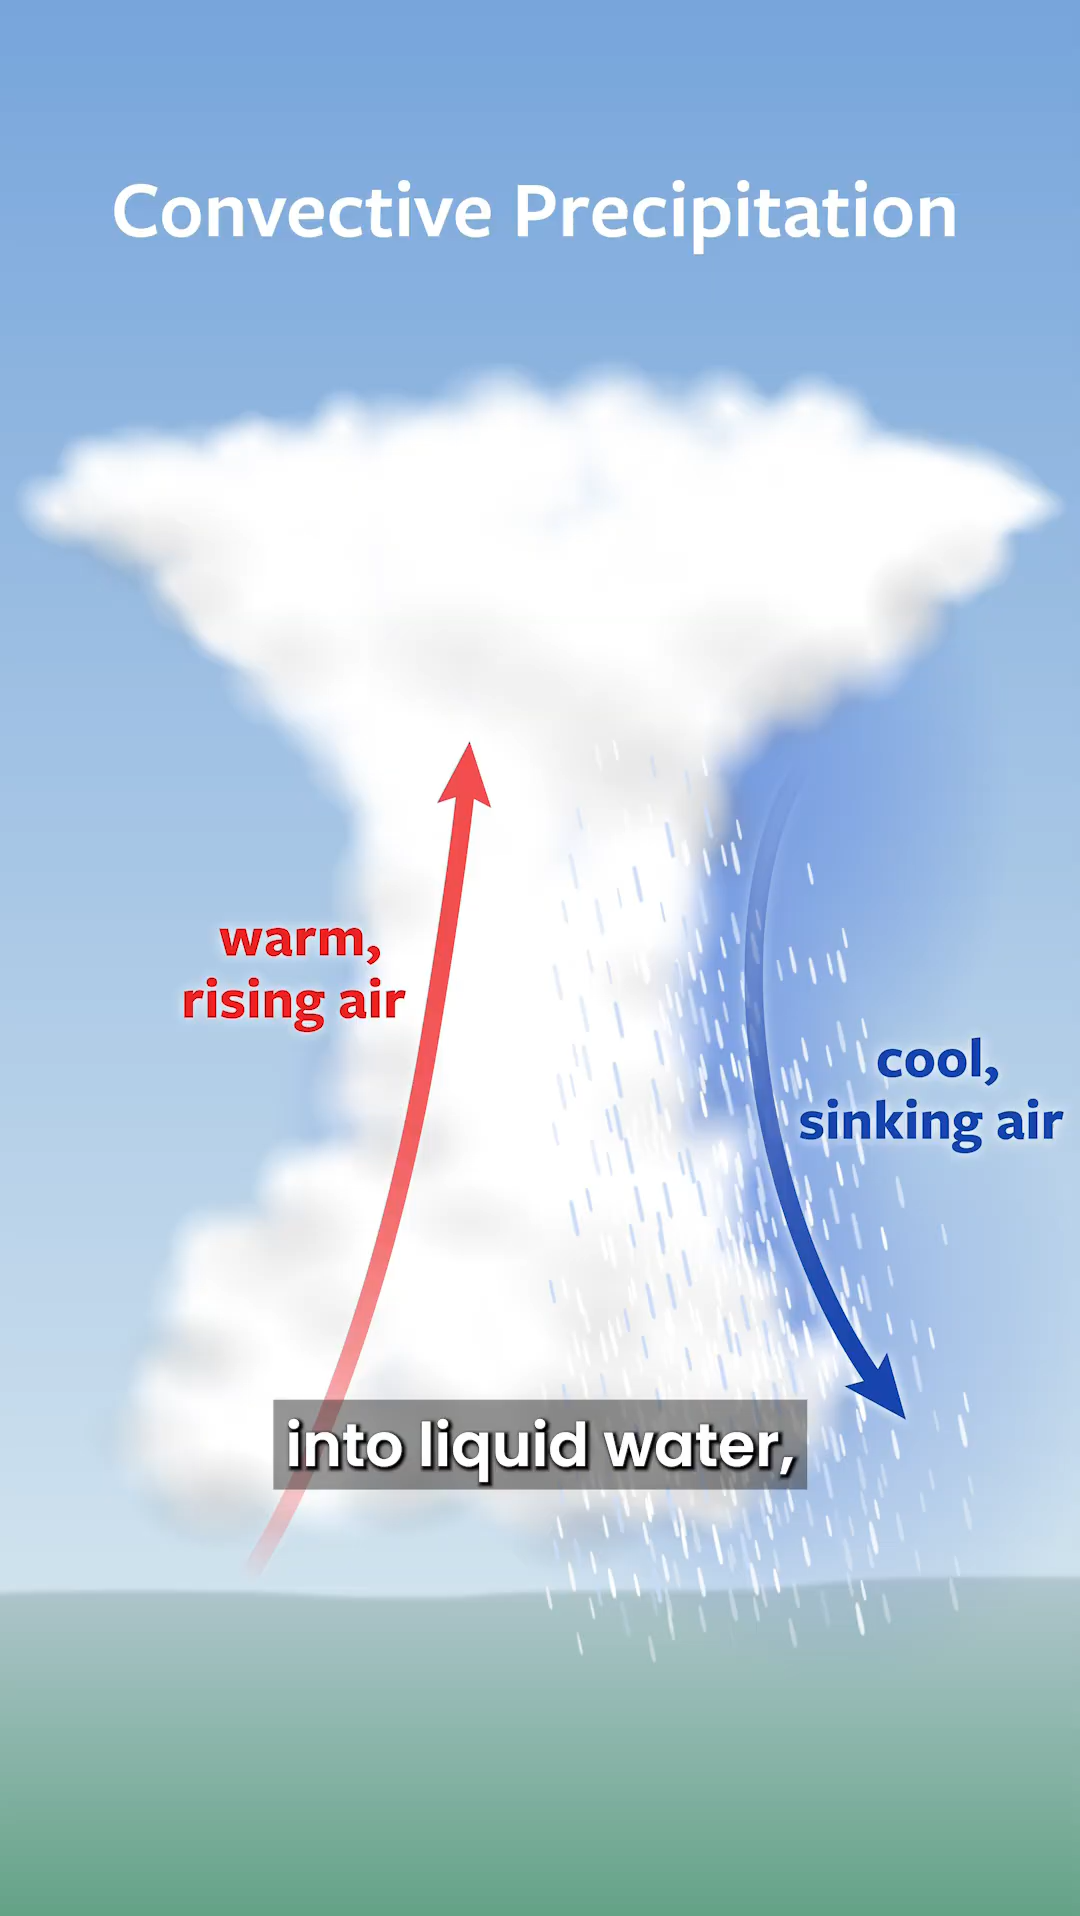 Convective Precipitation
warm,
rising air
cool,
sinking air
into liquid water,